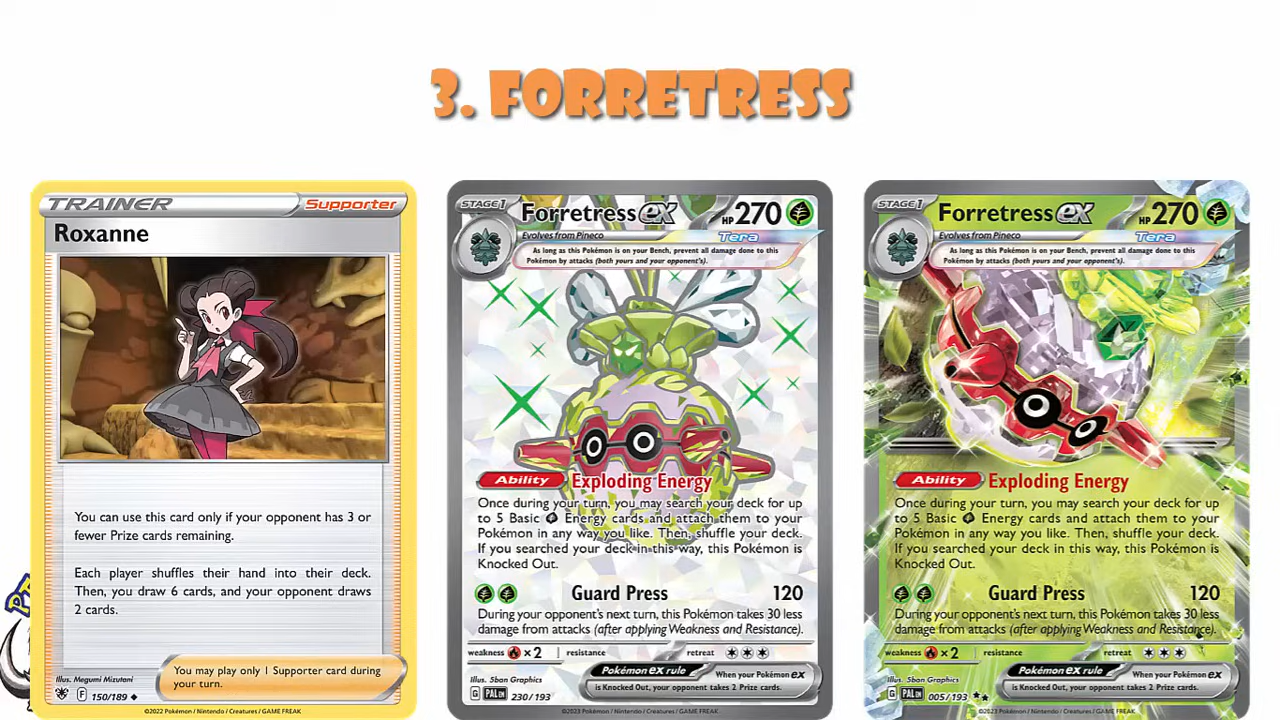 3. FORRETRESS
TRAINER Supporter
Roxanne
You can use this card only if your opponent has 3 or
fewer Prize cards remaining.
Each player shuffles their hand into their deck.
Then, you draw 6 cards, and your opponent draws
2 cards.
You may play only 1 Supporter card during
your turn.
Illus. Megumi Mizutani
F 150/189
©2022 Pokémon / Nintendo / Creatures / GAME FREAK
STAGE 1 Forretress ex HP 270
Evolves from Pineco Tera
As long as this Pokémon is on your Bench, prevent all damage done to this
Pokémon by attacks (both yours and your opponent's).
Ability Exploding Energy
Once during your turn, you may search your deck for up
to 5 Basic Energy cards and attach them to your
Pokémon in any way you like. Then, shuffle your deck.
If you searched your deck in this way, this Pokémon is
Knocked Out.
Guard Press 120
During your opponent's next turn, this Pokémon takes 30 less
damage from attacks (after applying Weakness and Resistance).
weakness ×2 resistance retreat
Illus. 5ban Graphics
Pokémon ex rule When your Pokémon ex
is Knocked Out, your opponent takes 2 Prize cards.
G PAL EN 230/193
©2023 Pokémon / Nintendo / Creatures / GAME FREAK
STAGE 1 Forretress ex HP 270
Evolves from Pineco Tera
As long as this Pokémon is on your Bench, prevent all damage done to this
Pokémon by attacks (both yours and your opponent's).
Ability Exploding Energy
Once during your turn, you may search your deck for up
to 5 Basic Energy cards and attach them to your
Pokémon in any way you like. Then, shuffle your deck.
If you searched your deck in this way, this Pokémon is
Knocked Out.
Guard Press 120
During your opponent's next turn, this Pokémon takes 30 less
damage from attacks (after applying Weakness and Resistance).
weakness ×2 resistance retreat
Illus. 5ban Graphics
Pokémon ex rule When your Pokémon ex
is Knocked Out, your opponent takes 2 Prize cards.
G PAL EN 005/193
©2023 Pokémon / Nintendo / Creatures / GAME FREAK